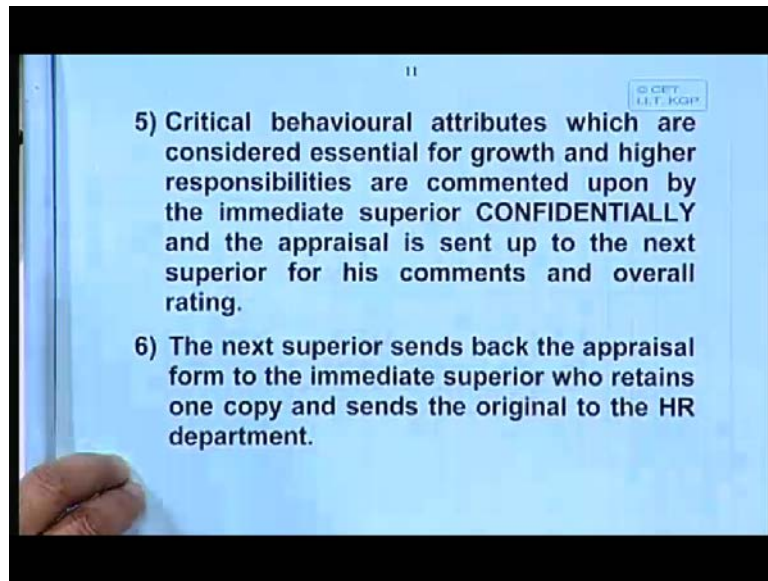 11
© CET
I.I.T. KGP
5) Critical behavioural attributes which are
considered essential for growth and higher
responsibilities are commented upon by
the immediate superior CONFIDENTIALLY
and the appraisal is sent up to the next
superior for his comments and overall
rating.
6) The next superior sends back the appraisal
form to the immediate superior who retains
one copy and sends the original to the HR
department.